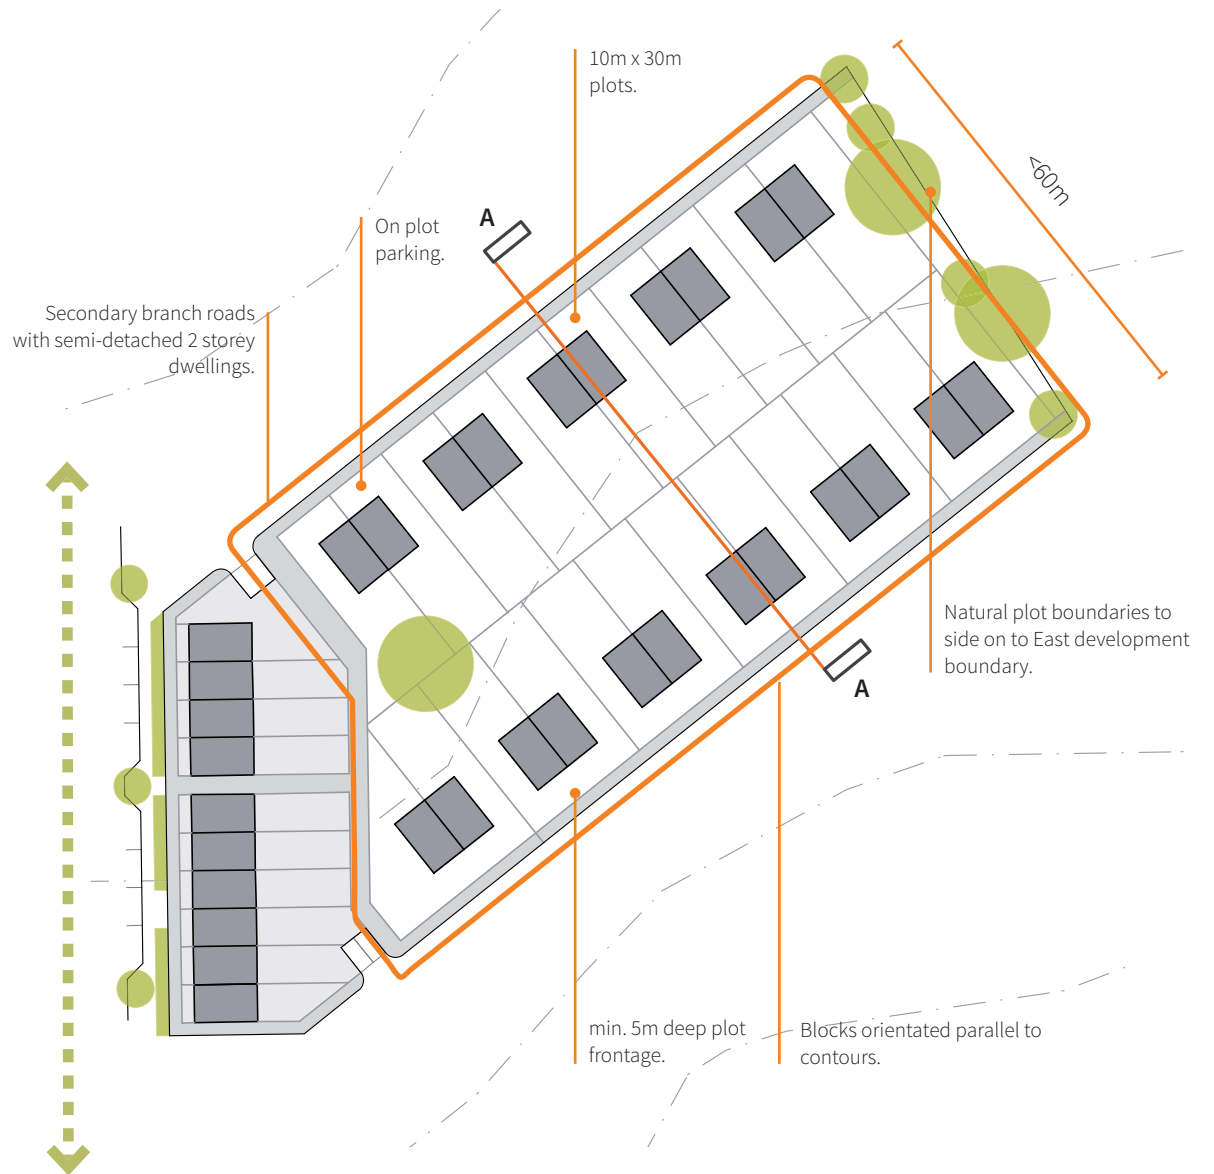 10m x 30m
plots.
<60m
A
On plot
parking.
Secondary branch roads
with semi-detached 2 storey
dwellings.
Natural plot boundaries to
side on to East development
boundary.
A
min. 5m deep plot
frontage.
Blocks orientated parallel to
contours.